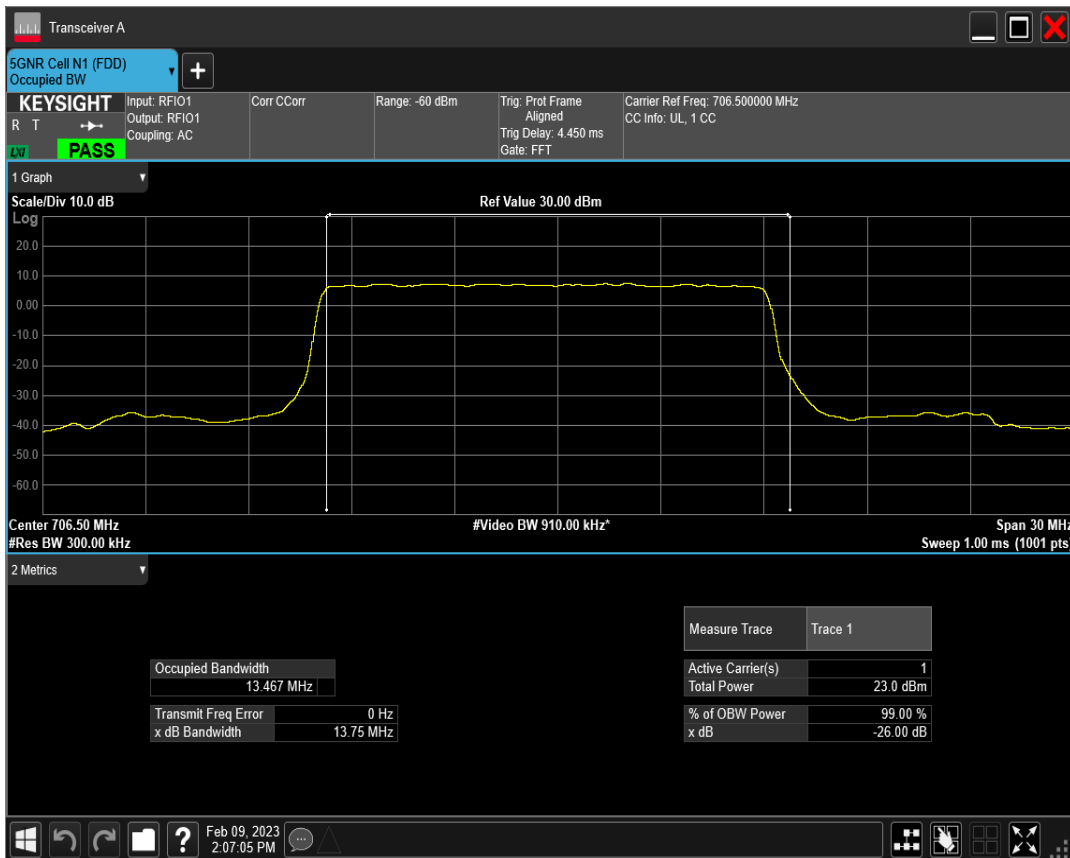 Transceiver A
5GNR Cell N1 (FDD)
Occupied BW
+
KEYSIGHT
R T
LXI
PASS
Input: RFIO1
Output: RFIO1
Coupling: AC
Corr CCorr
Range: -60 dBm
Trig: Prot Frame
Aligned
Trig Delay: 4.450 ms
Gate: FFT
Carrier Ref Freq: 706.500000 MHz
CC Info: UL, 1 CC
1 Graph
Scale/Div 10.0 dB
Ref Value 30.00 dBm
Log
20.0
10.0
0.00
-10.0
-20.0
-30.0
-40.0
-50.0
-60.0
Center 706.50 MHz
#Video BW 910.00 kHz*
Span 30 MHz
#Res BW 300.00 kHz
Sweep 1.00 ms (1001 pts)
2 Metrics
Measure Trace Trace 1
Occupied Bandwidth
13.467 MHz
Active Carrier(s) 1
Total Power 23.0 dBm
Transmit Freq Error 0 Hz
x dB Bandwidth 13.75 MHz
% of OBW Power 99.00 %
x dB -26.00 dB
?
Feb 09, 2023
2:07:05 PM